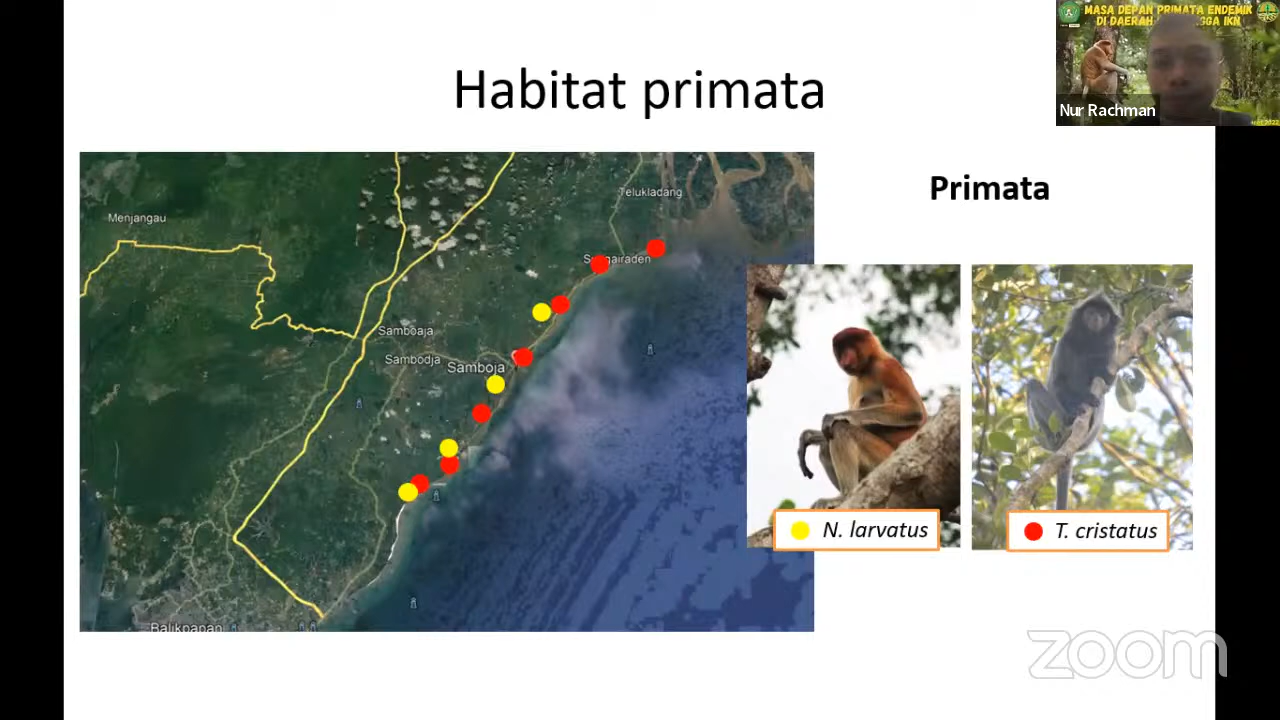 MASA DEPAN PRIMATA ENDEMIK
DI DAERAH
IKN
Nur Rachman
Habitat primata
Primata
Menjangau
Telukladang
Samboaja
Sambodja
Samboja
Balikpapan
N. larvatus
T. cristatus
zoom